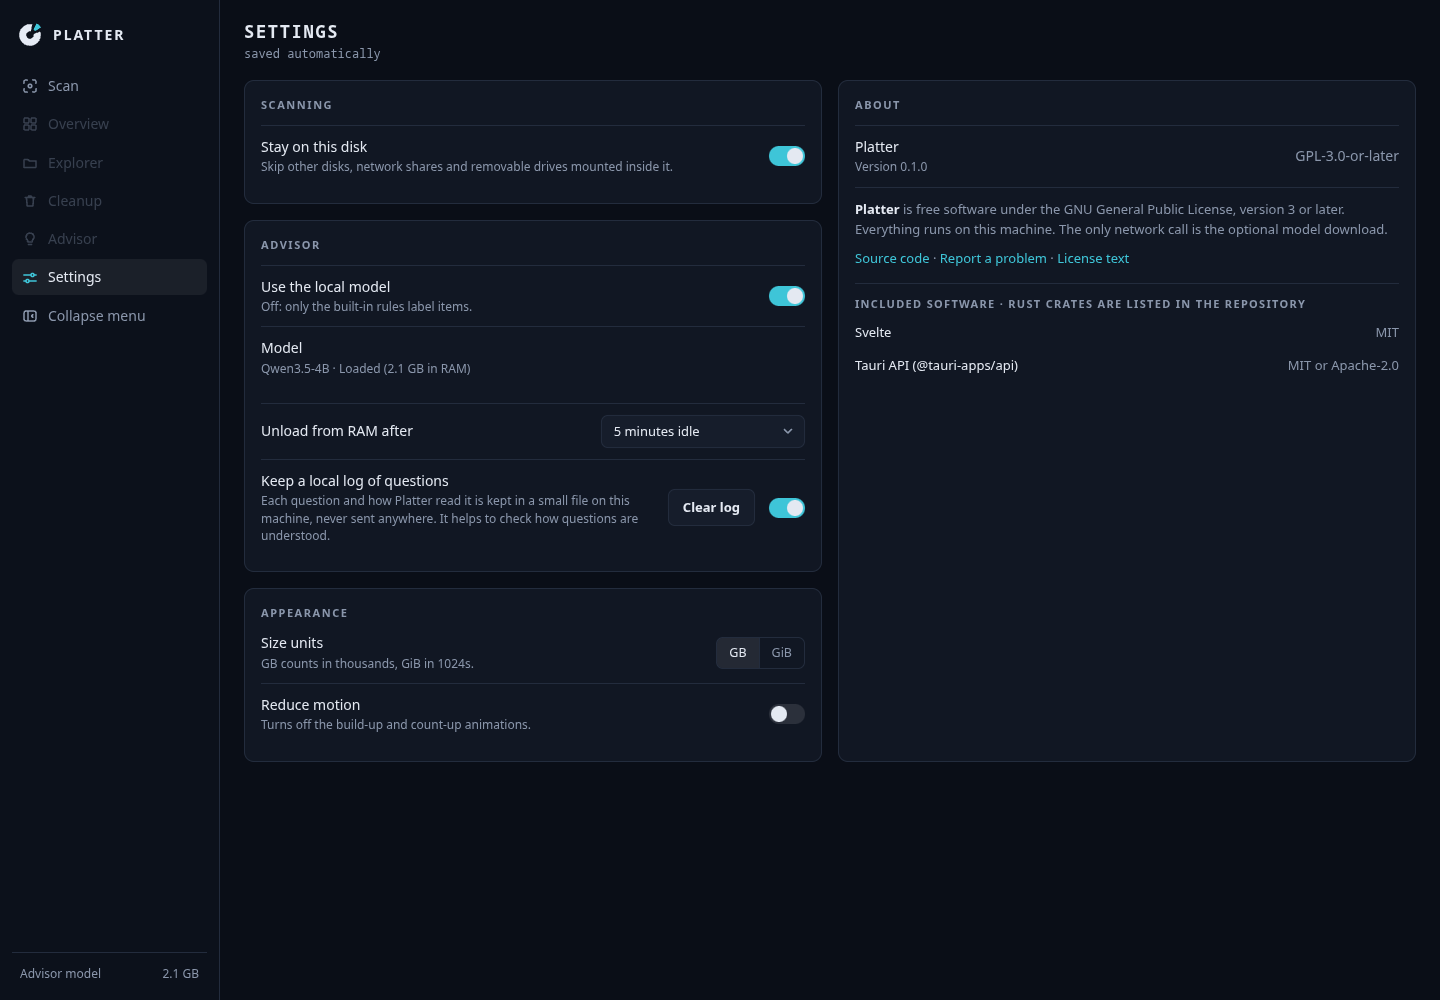 PLATTER
Scan
Overview
Explorer
Cleanup
Advisor
Settings
Collapse menu
Advisor model 2.1 GB
SETTINGS
saved automatically
SCANNING
Stay on this disk
Skip other disks, network shares and removable drives mounted inside it.
ADVISOR
Use the local model
Off: only the built-in rules label items.
Model
Qwen3.5-4B · Loaded (2.1 GB in RAM)
Unload from RAM after 5 minutes idle
Keep a local log of questions
Each question and how Platter read it is kept in a small file on this
machine, never sent anywhere. It helps to check how questions are
understood.
Clear log
APPEARANCE
Size units
GB counts in thousands, GiB in 1024s.
GB GiB
Reduce motion
Turns off the build-up and count-up animations.
ABOUT
Platter
Version 0.1.0
GPL-3.0-or-later
Platter is free software under the GNU General Public License, version 3 or later.
Everything runs on this machine. The only network call is the optional model download.
Source code · Report a problem · License text
INCLUDED SOFTWARE · RUST CRATES ARE LISTED IN THE REPOSITORY
Svelte MIT
Tauri API (@tauri-apps/api) MIT or Apache-2.0